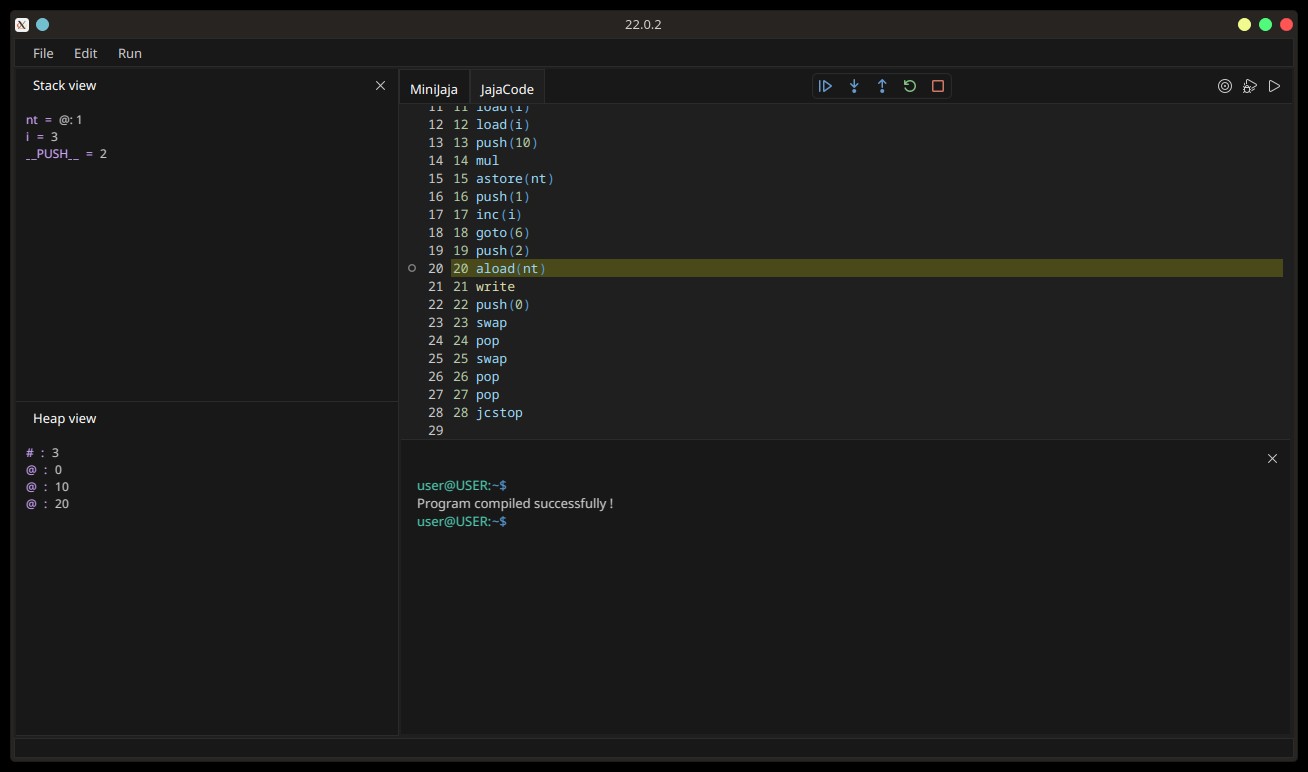 22.0.2
File Edit Run
Stack view
nt = @: 1
i = 3
__PUSH__ = 2
Heap view
# : 3
@ : 0
@ : 10
@ : 20
MiniJaja JajaCode
11 11 load(i)
12 12 load(i)
13 13 push(10)
14 14 mul
15 15 astore(nt)
16 16 push(1)
17 17 inc(i)
18 18 goto(6)
19 19 push(2)
20 20 aload(nt)
21 21 write
22 22 push(0)
23 23 swap
24 24 pop
25 25 swap
26 26 pop
27 27 pop
28 28 jcstop
29
user@USER:~$
Program compiled successfully !
user@USER:~$